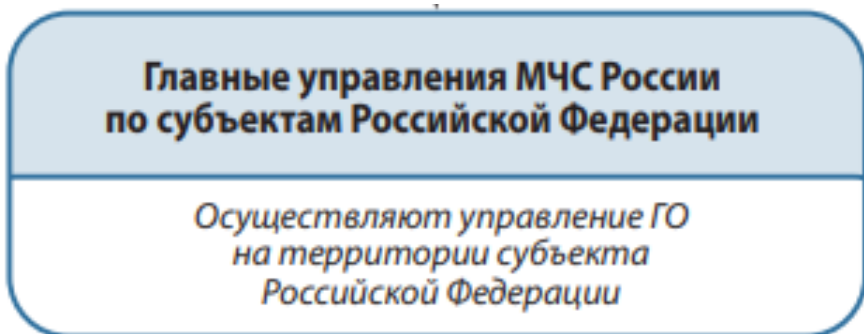 Главные управления МЧС России
по субъектам Российской Федерации
Осуществляют управление ГО
на территории субъекта
Российской Федерации